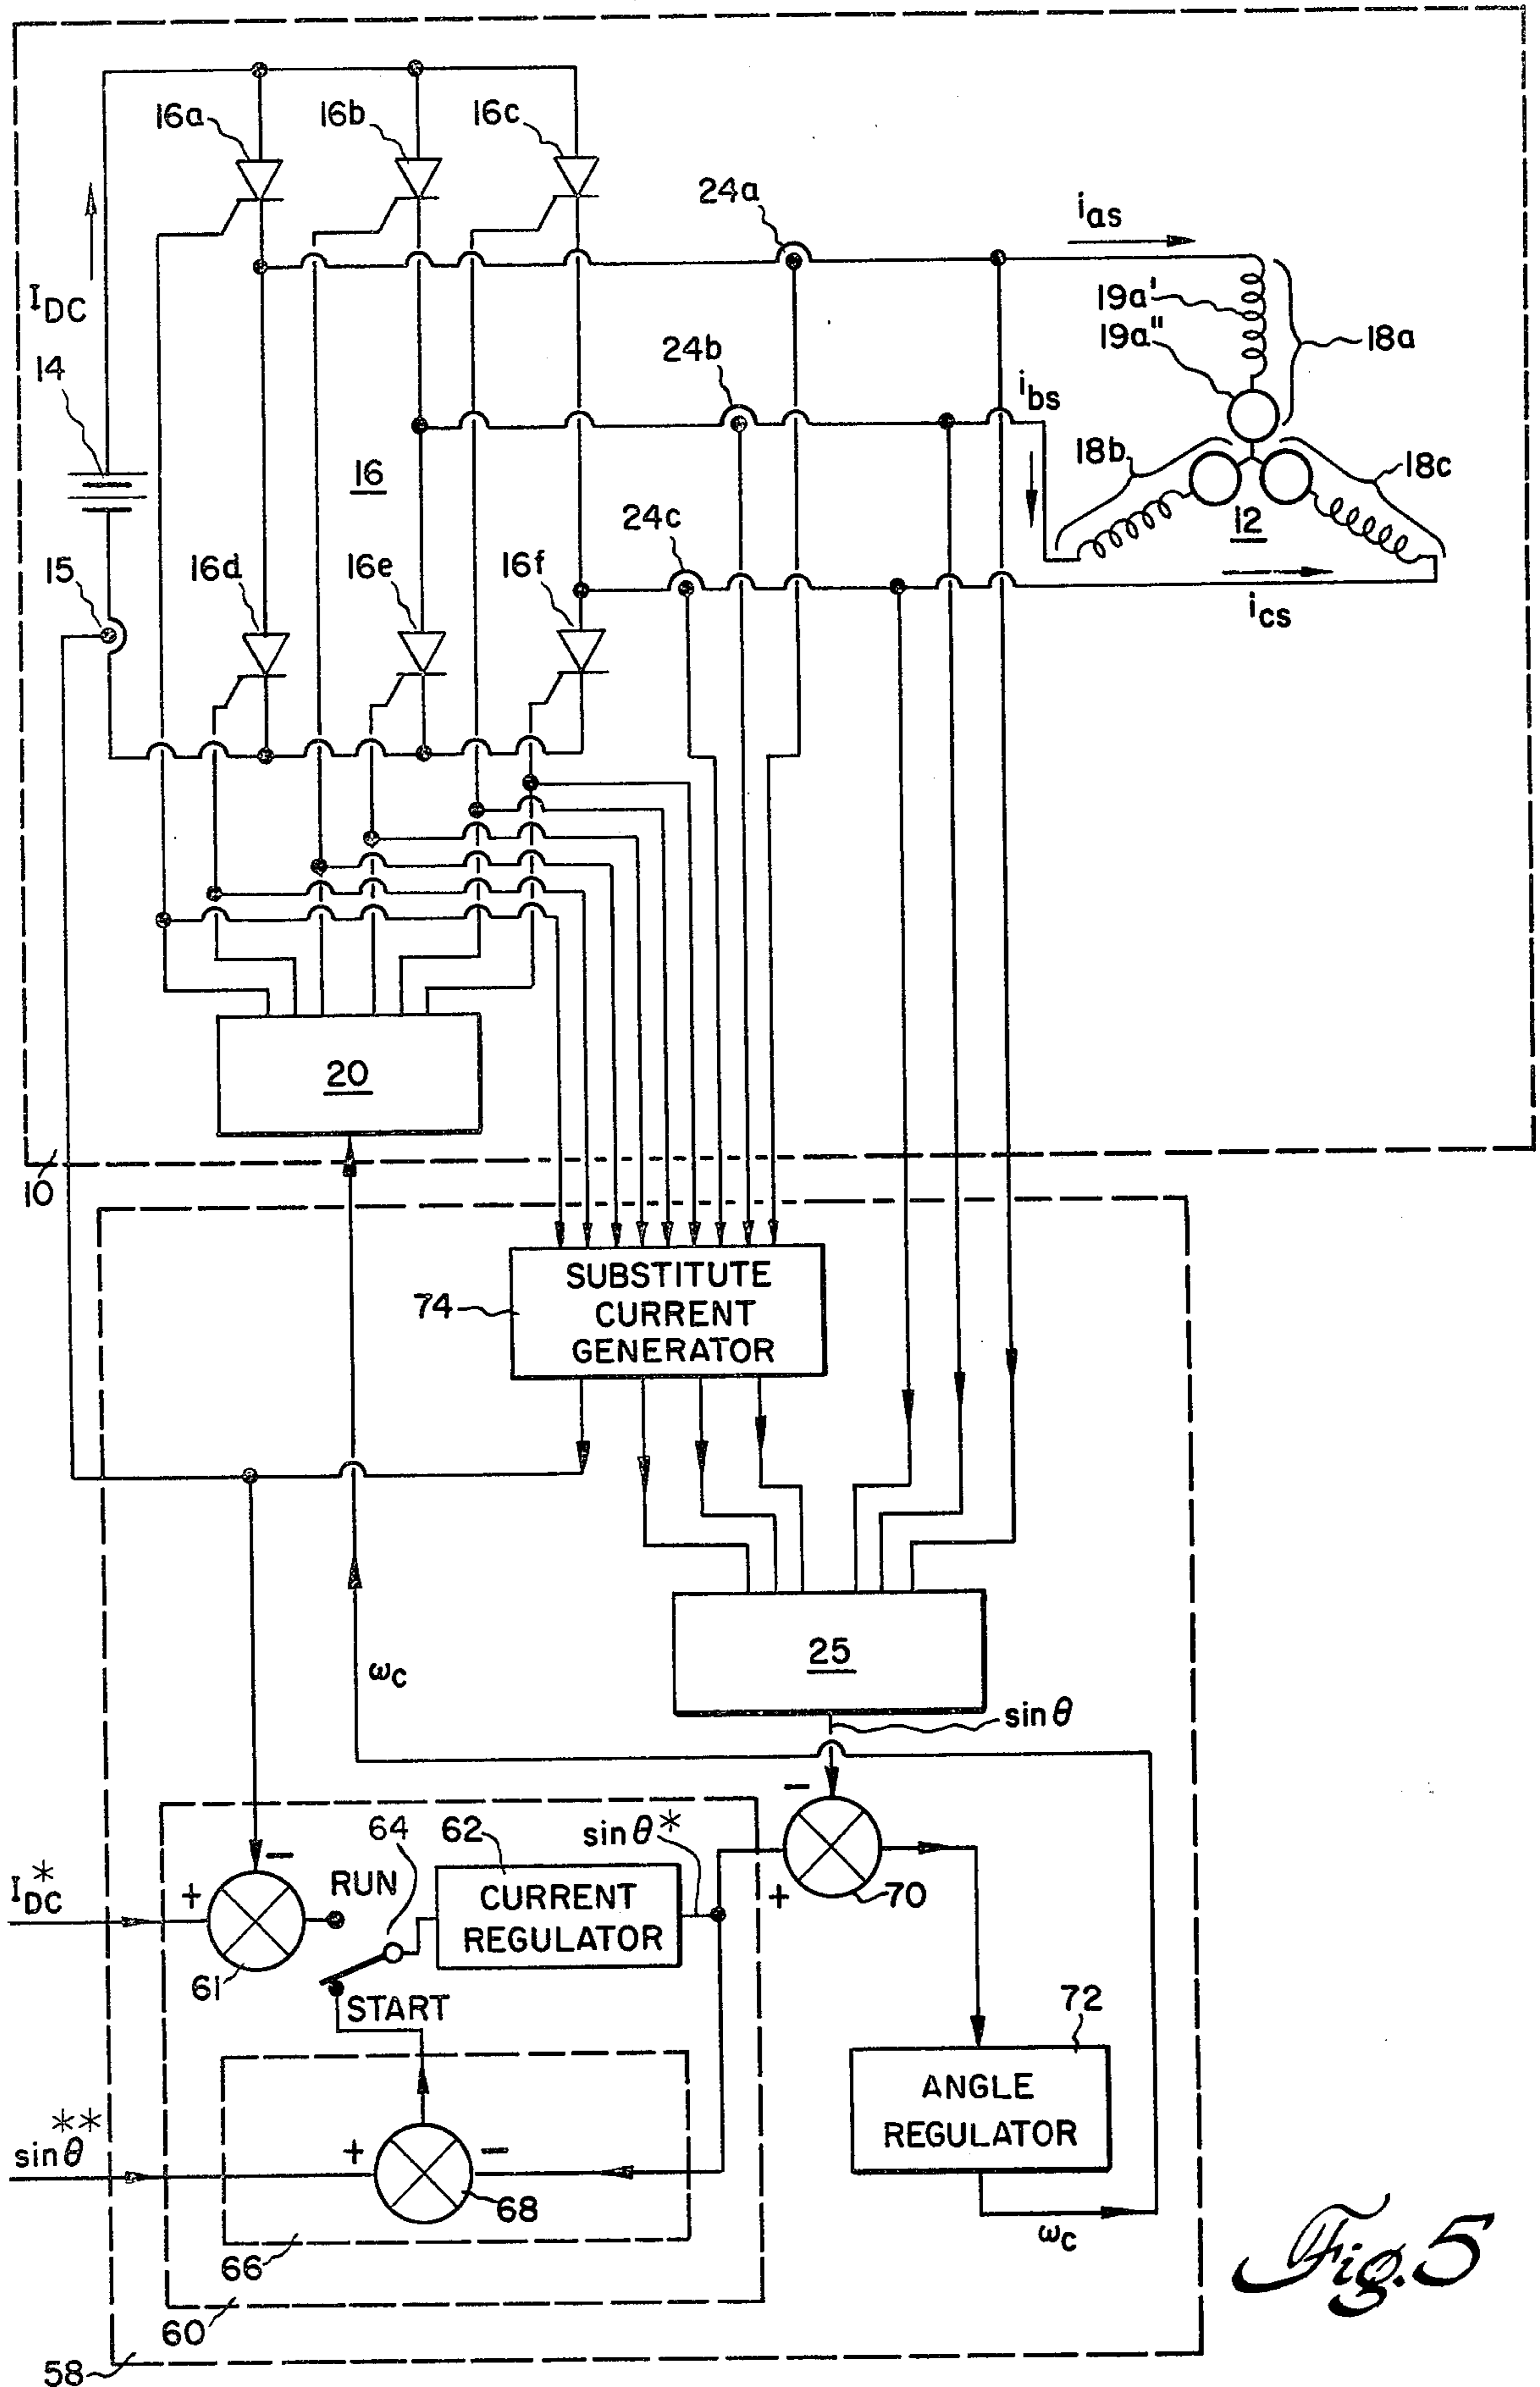 16a
16b
16c
24a
i_as
I_DC
19a'
19a"
18a
14
24b
i_bs
18b
18c
16
24c
12
15
16d
16e
16f
i_cs
20
10
SUBSTITUTE
CURRENT
GENERATOR
74
25
ω_c
sin θ
64
62
sin θ*
I_DC*
+
−
RUN
CURRENT
REGULATOR
−
+
70
61
START
72
ANGLE
REGULATOR
sin θ**
+
−
68
ω_c
66
60
58
Fig. 5